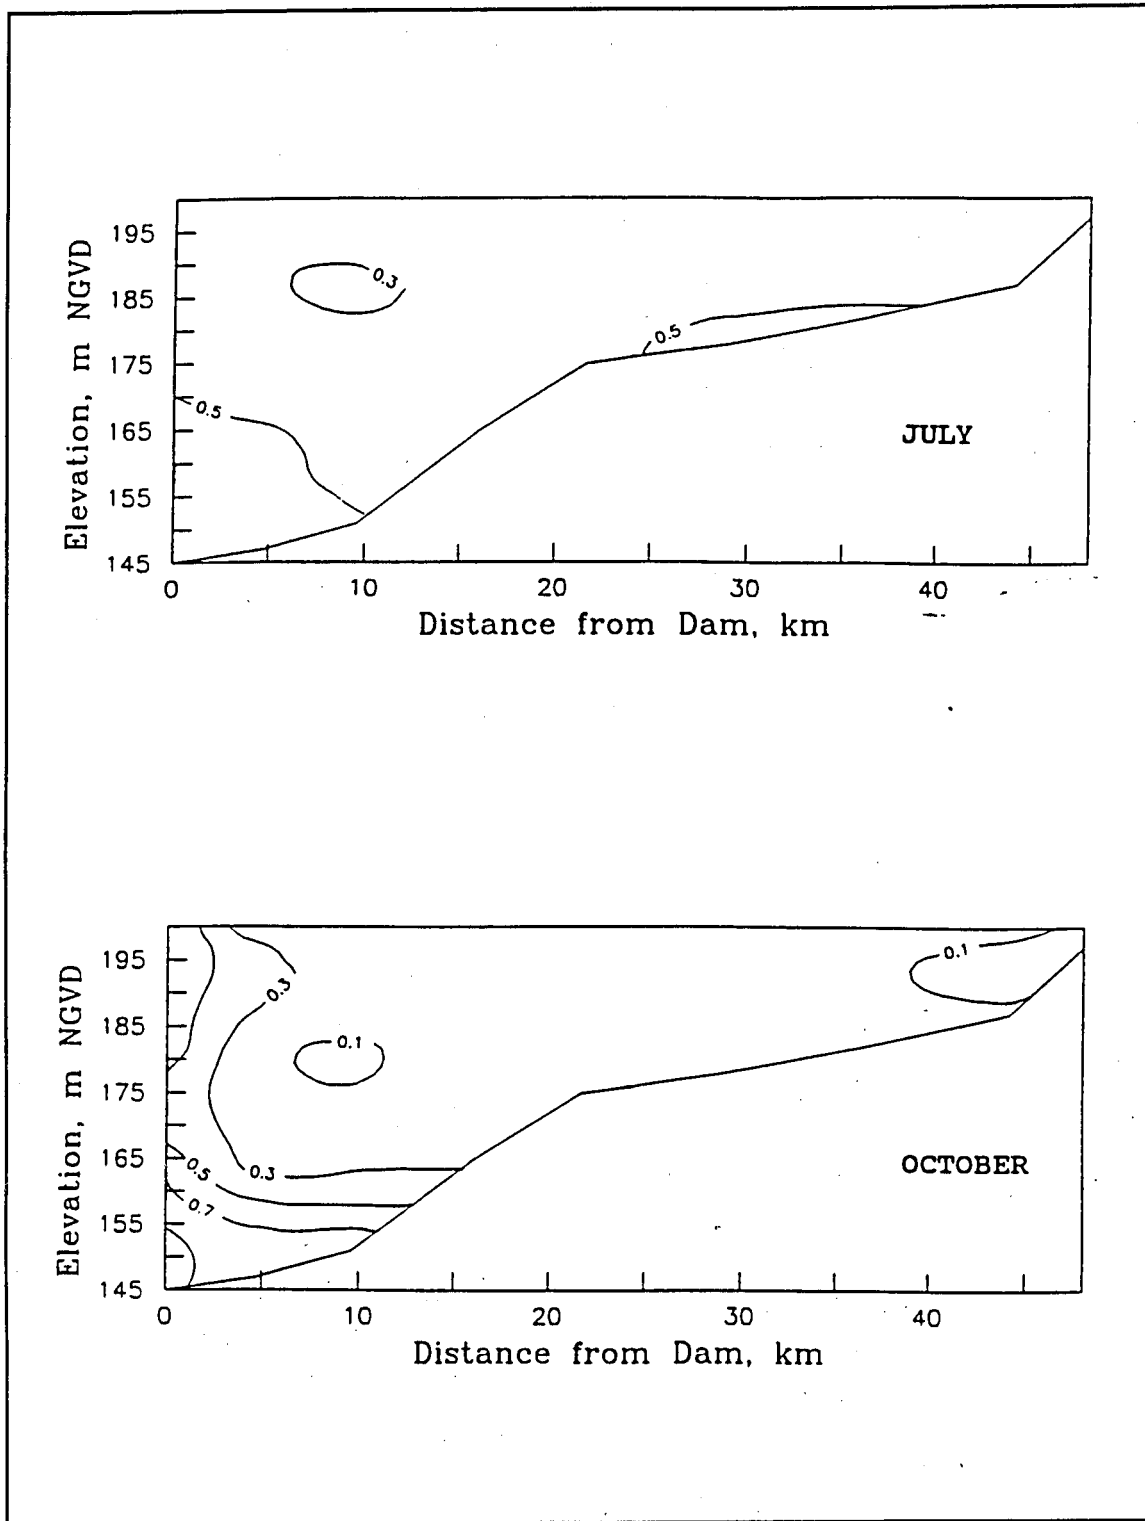 195
185
175
165
155
145
Elevation, m NGVD
0.3
0.5
0.5
JULY
0 10 20 30 40
Distance from Dam, km
195
185
175
165
155
145
Elevation, m NGVD
0.1
0.3
0.1
0.3
0.5
0.7
OCTOBER
0 10 20 30 40
Distance from Dam, km